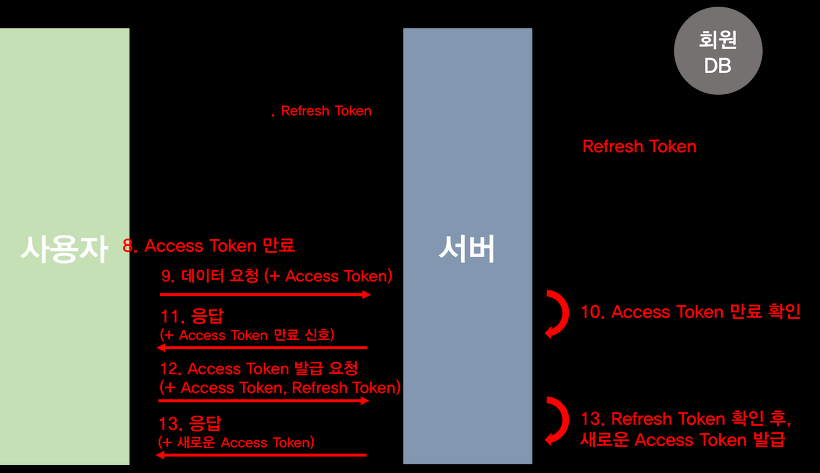 회원
DB
, Refresh Token
Refresh Token
사용자
서버
8. Access Token 만료
9. 데이터 요청 (+ Access Token)
10. Access Token 만료 확인
11. 응답
(+ Access Token 만료 신호)
12. Access Token 발급 요청
(+ Access Token, Refresh Token)
13. Refresh Token 확인 후,
새로운 Access Token 발급
13. 응답
(+ 새로운 Access Token)